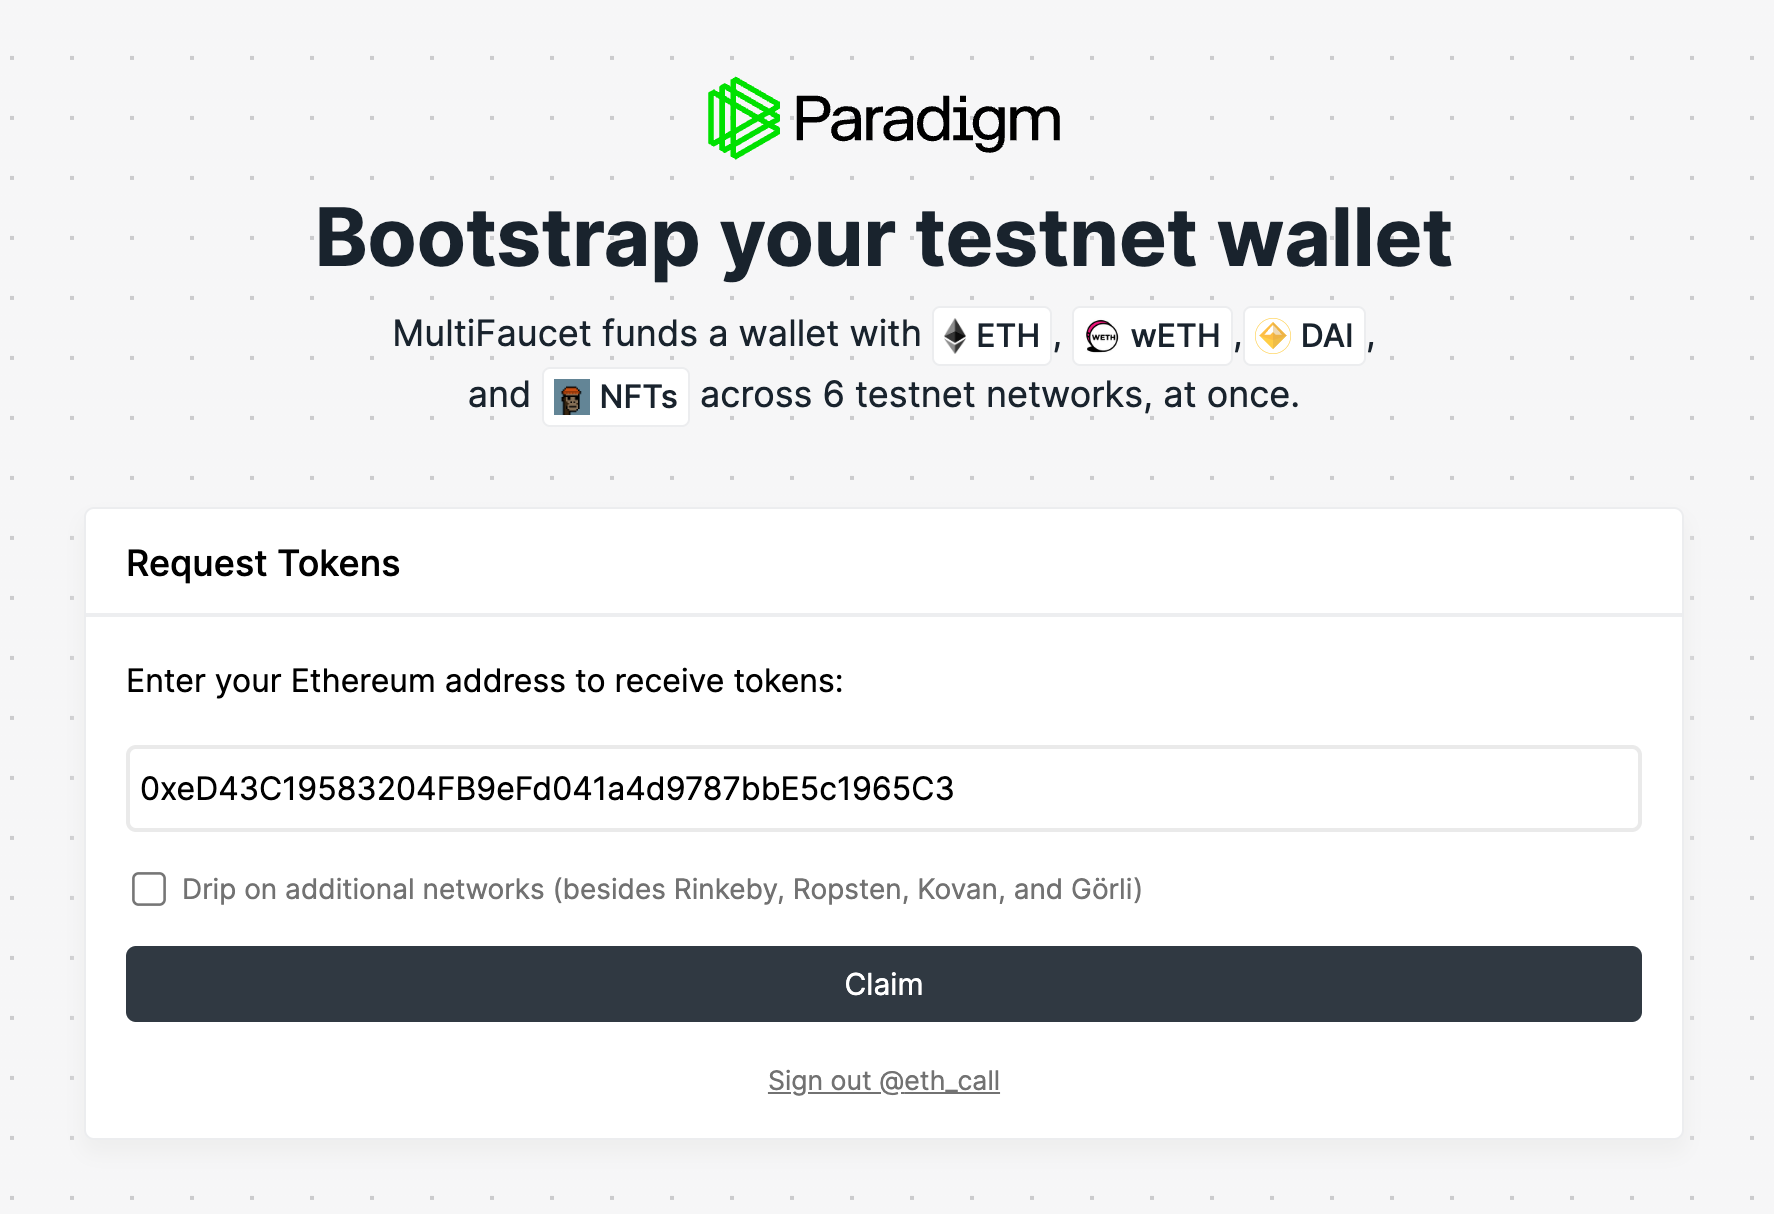 Paradigm
Bootstrap your testnet wallet
MultiFaucet funds a wallet with ETH, WETH wETH, DAI,
and NFTs across 6 testnet networks, at once.
Request Tokens
Enter your Ethereum address to receive tokens:
0xeD43C19583204FB9eFd041a4d9787bbE5c1965C3
Drip on additional networks (besides Rinkeby, Ropsten, Kovan, and Görli)
Claim
Sign out @eth_call